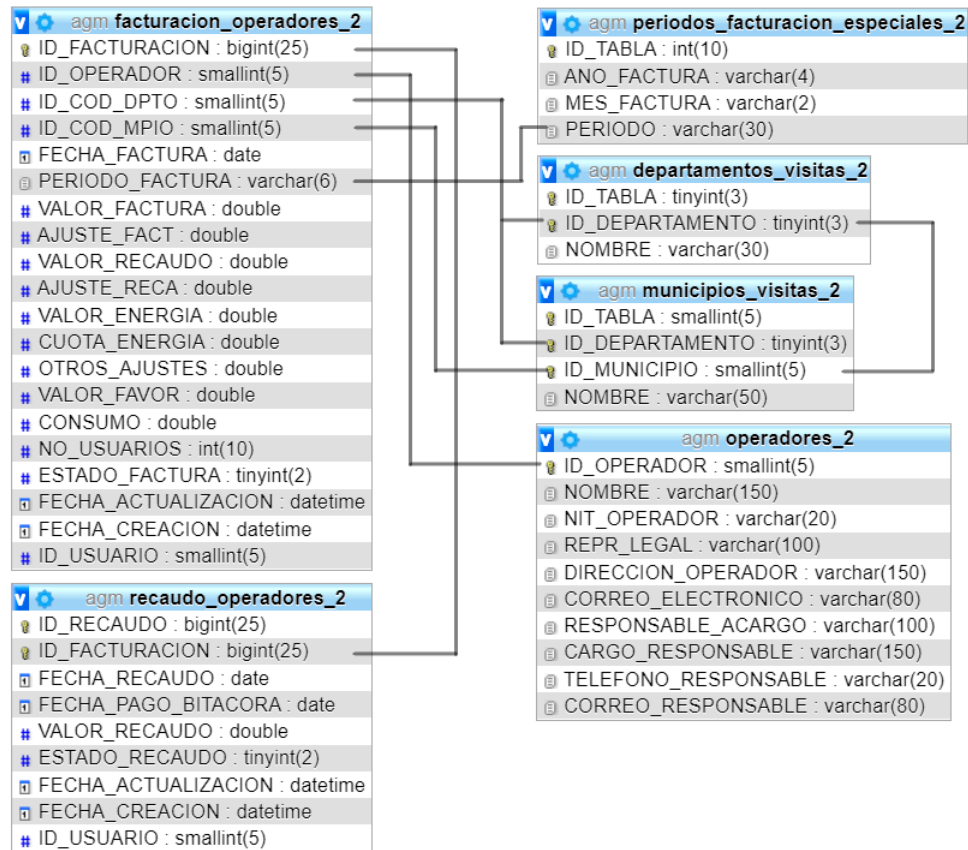 agm facturacion_operadores_2
ID_FACTURACION : bigint(25)
ID_OPERADOR : smallint(5)
ID_COD_DPTO : smallint(5)
ID_COD_MPIO : smallint(5)
FECHA_FACTURA : date
PERIODO_FACTURA : varchar(6)
VALOR_FACTURA : double
AJUSTE_FACT : double
VALOR_RECAUDO : double
AJUSTE_RECA : double
VALOR_ENERGIA : double
CUOTA_ENERGIA : double
OTROS_AJUSTES : double
VALOR_FAVOR : double
CONSUMO : double
NO_USUARIOS : int(10)
ESTADO_FACTURA : tinyint(2)
FECHA_ACTUALIZACION : datetime
FECHA_CREACION : datetime
ID_USUARIO : smallint(5)
agm recaudo_operadores_2
ID_RECAUDO : bigint(25)
ID_FACTURACION : bigint(25)
FECHA_RECAUDO : date
FECHA_PAGO_BITACORA : date
VALOR_RECAUDO : double
ESTADO_RECAUDO : tinyint(2)
FECHA_ACTUALIZACION : datetime
FECHA_CREACION : datetime
ID_USUARIO : smallint(5)
agm periodos_facturacion_especiales_2
ID_TABLA : int(10)
ANO_FACTURA : varchar(4)
MES_FACTURA : varchar(2)
PERIODO : varchar(30)
agm departamentos_visitas_2
ID_TABLA : tinyint(3)
ID_DEPARTAMENTO : tinyint(3)
NOMBRE : varchar(30)
agm municipios_visitas_2
ID_TABLA : smallint(5)
ID_DEPARTAMENTO : tinyint(3)
ID_MUNICIPIO : smallint(5)
NOMBRE : varchar(50)
agm operadores_2
ID_OPERADOR : smallint(5)
NOMBRE : varchar(150)
NIT_OPERADOR : varchar(20)
REPR_LEGAL : varchar(100)
DIRECCION_OPERADOR : varchar(150)
CORREO_ELECTRONICO : varchar(80)
RESPONSABLE_ACARGO : varchar(100)
CARGO_RESPONSABLE : varchar(150)
TELEFONO_RESPONSABLE : varchar(20)
CORREO_RESPONSABLE : varchar(80)